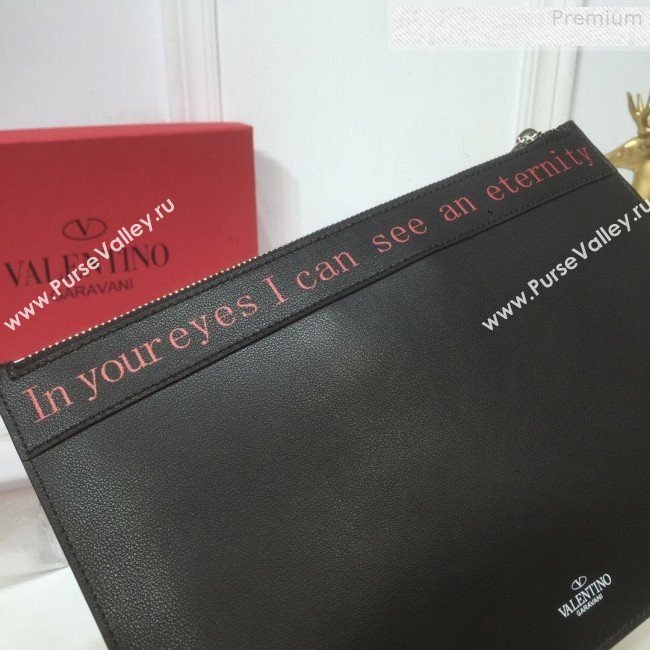 Premium
VALENTINO
GARAVANI
In your eyes I can see an eternity
VALENTINO
GARAVANI
www.PurseValley.ru
www.PurseValley.ru